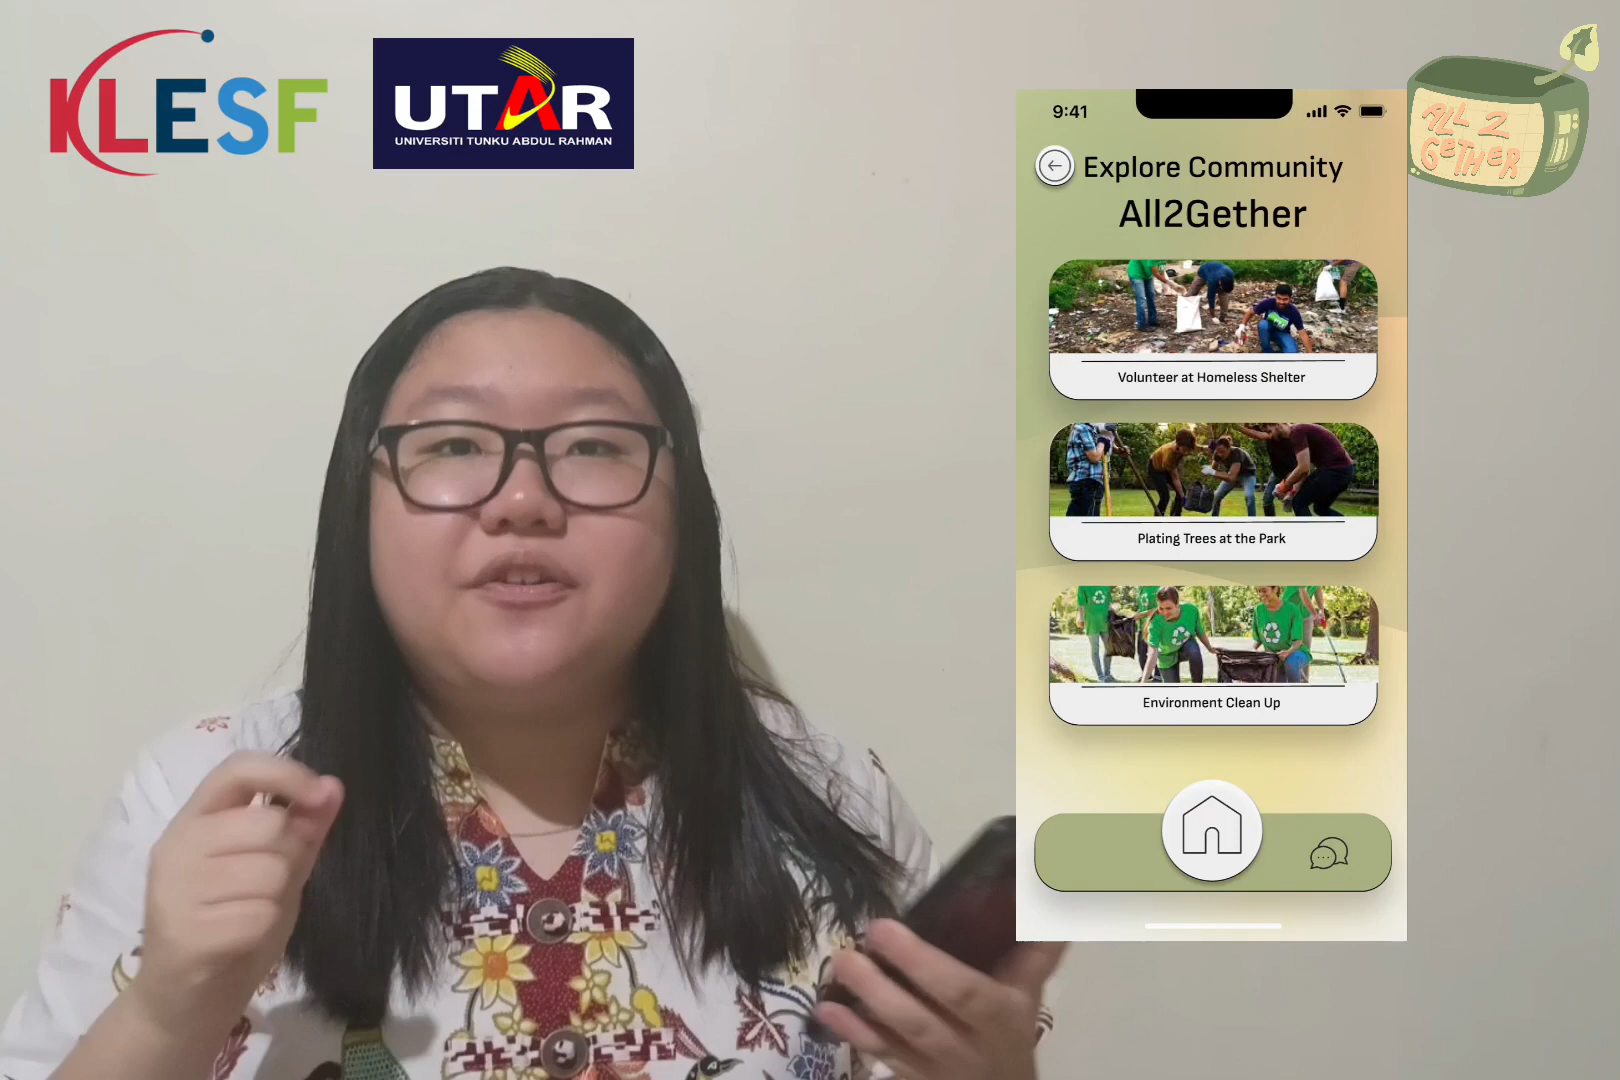 KLESF
UTAR
UNIVERSITI TUNKU ABDUL RAHMAN
9:41
Explore Community
All2Gether
Volunteer at Homeless Shelter
Plating Trees at the Park
Environment Clean Up
ALL 2
GETHER